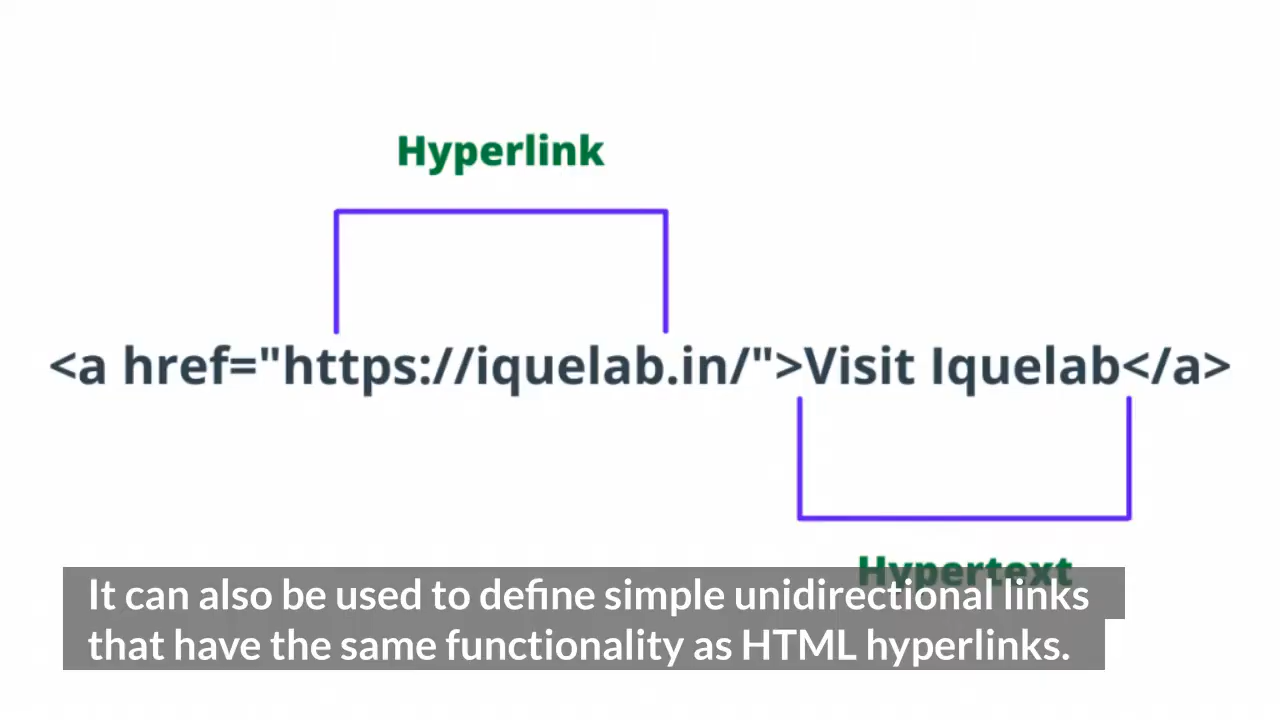 Hyperlink
<a href="https://iquelab.in/">Visit Iquelab</a>
Hypertext
It can also be used to define simple unidirectional links
that have the same functionality as HTML hyperlinks.